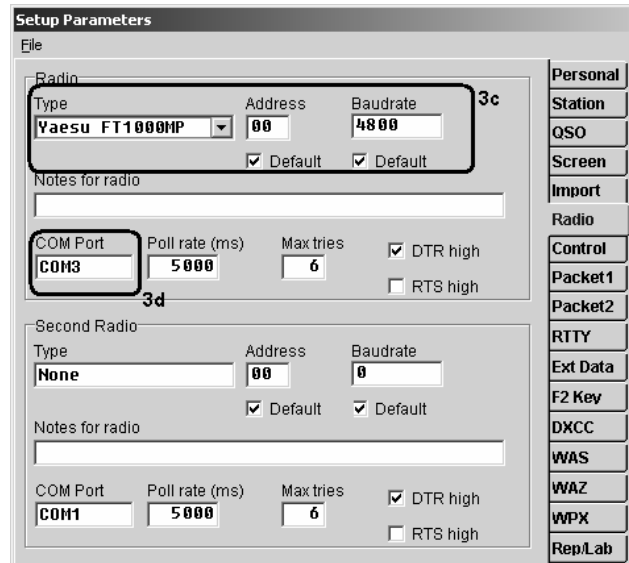 Setup Parameters
File
Radio
Type Address Baudrate 3c
Yaesu FT1000MP 00 4800
Default Default
Notes for radio
COM Port Poll rate (ms) Max tries
DTR high
COM3 5000 6
RTS high
3d
Second Radio
Type Address Baudrate
None 00 0
Default Default
Notes for radio
COM Port Poll rate (ms) Max tries
DTR high
COM1 5000 6
RTS high
Personal
Station
QSO
Screen
Import
Radio
Control
Packet1
Packet2
RTTY
Ext Data
F2 Key
DXCC
WAS
WAZ
WPX
Rep/Lab